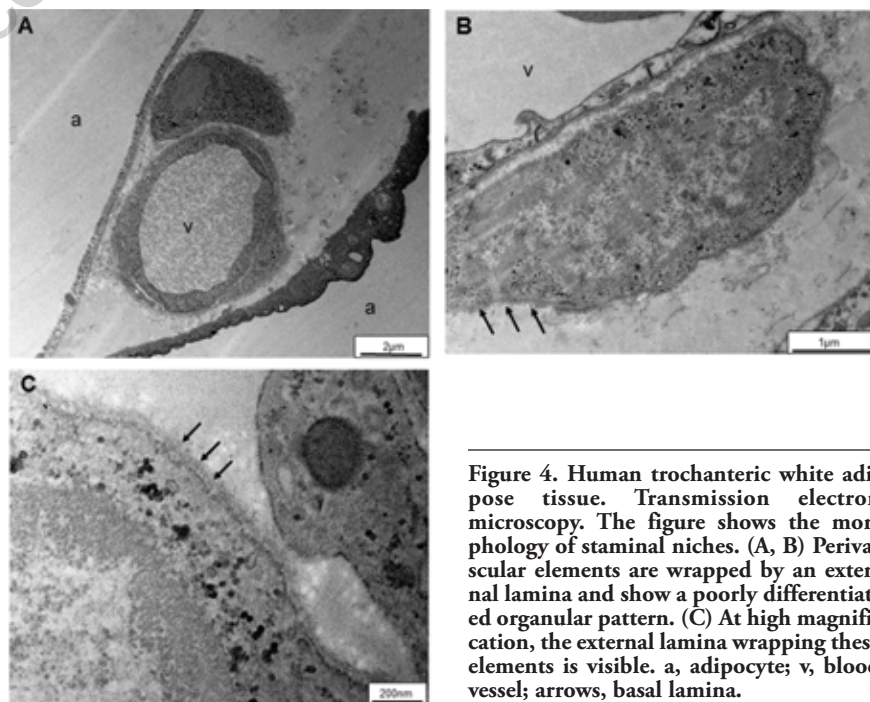 A
a
v
a
2µm
B
v
1µm
C
200nm
Figure 4. Human trochanteric white adi
pose tissue. Transmission electron
microscopy. The figure shows the mor
phology of staminal niches. (A, B) Periva
scular elements are wrapped by an exter
nal lamina and show a poorly differentiat
ed organular pattern. (C) At high magnifi
cation, the external lamina wrapping thes
elements is visible. a, adipocyte; v, blood
vessel; arrows, basal lamina.